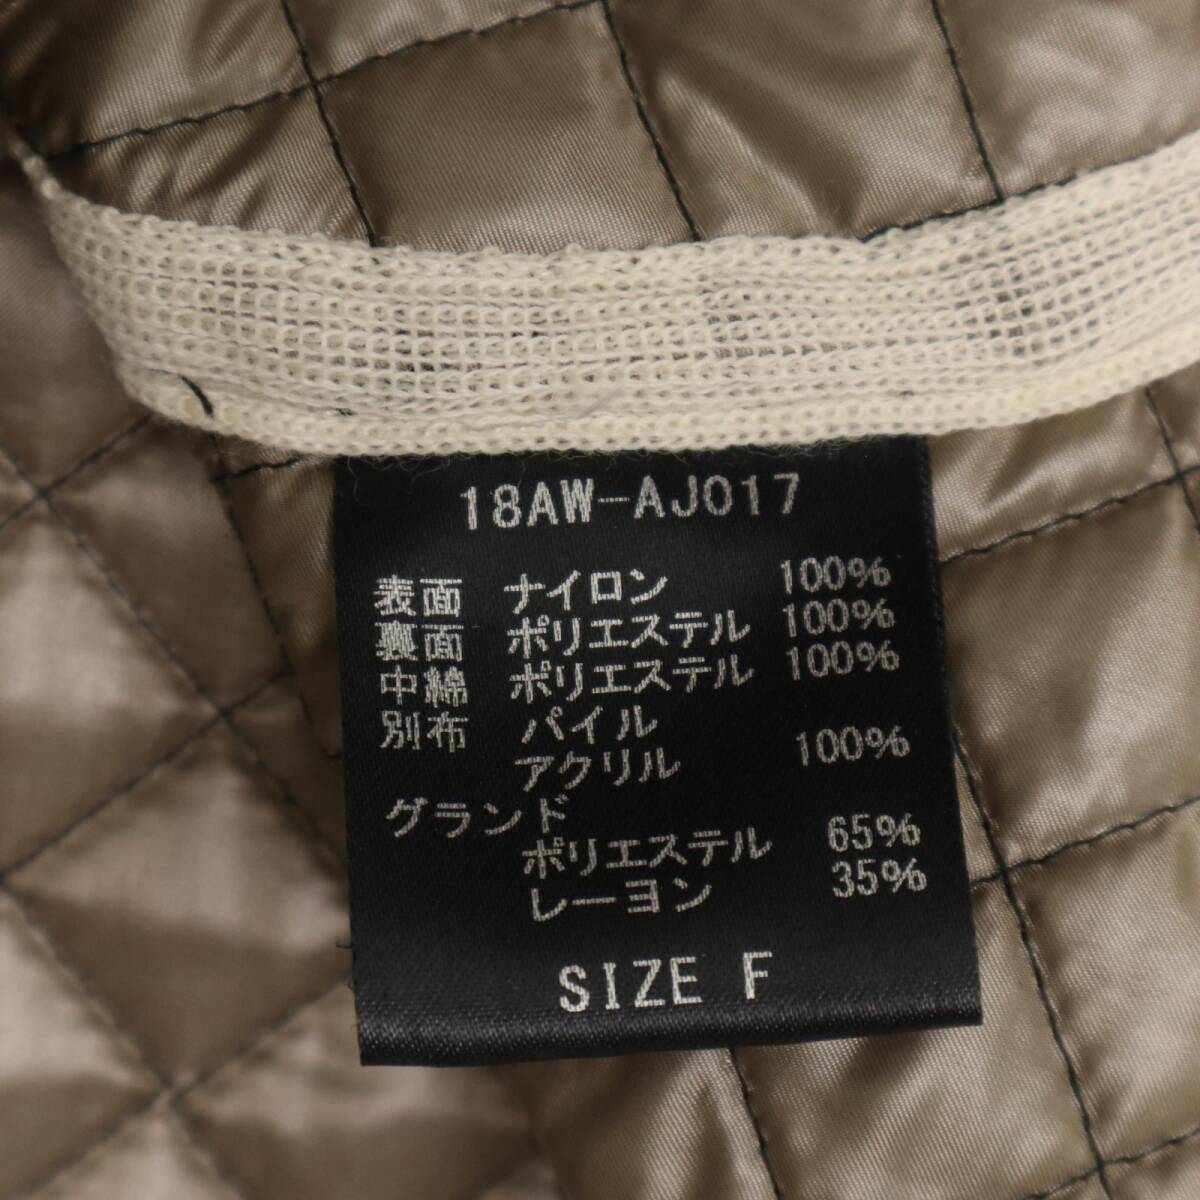 18AW-AJ017
表面 ナイロン 100%
裏面 ポリエステル 100%
中綿 ポリエステル 100%
別布 パイル
アクリル 100%
グランド
ポリエステル 65%
レーヨン 35%
SIZE F